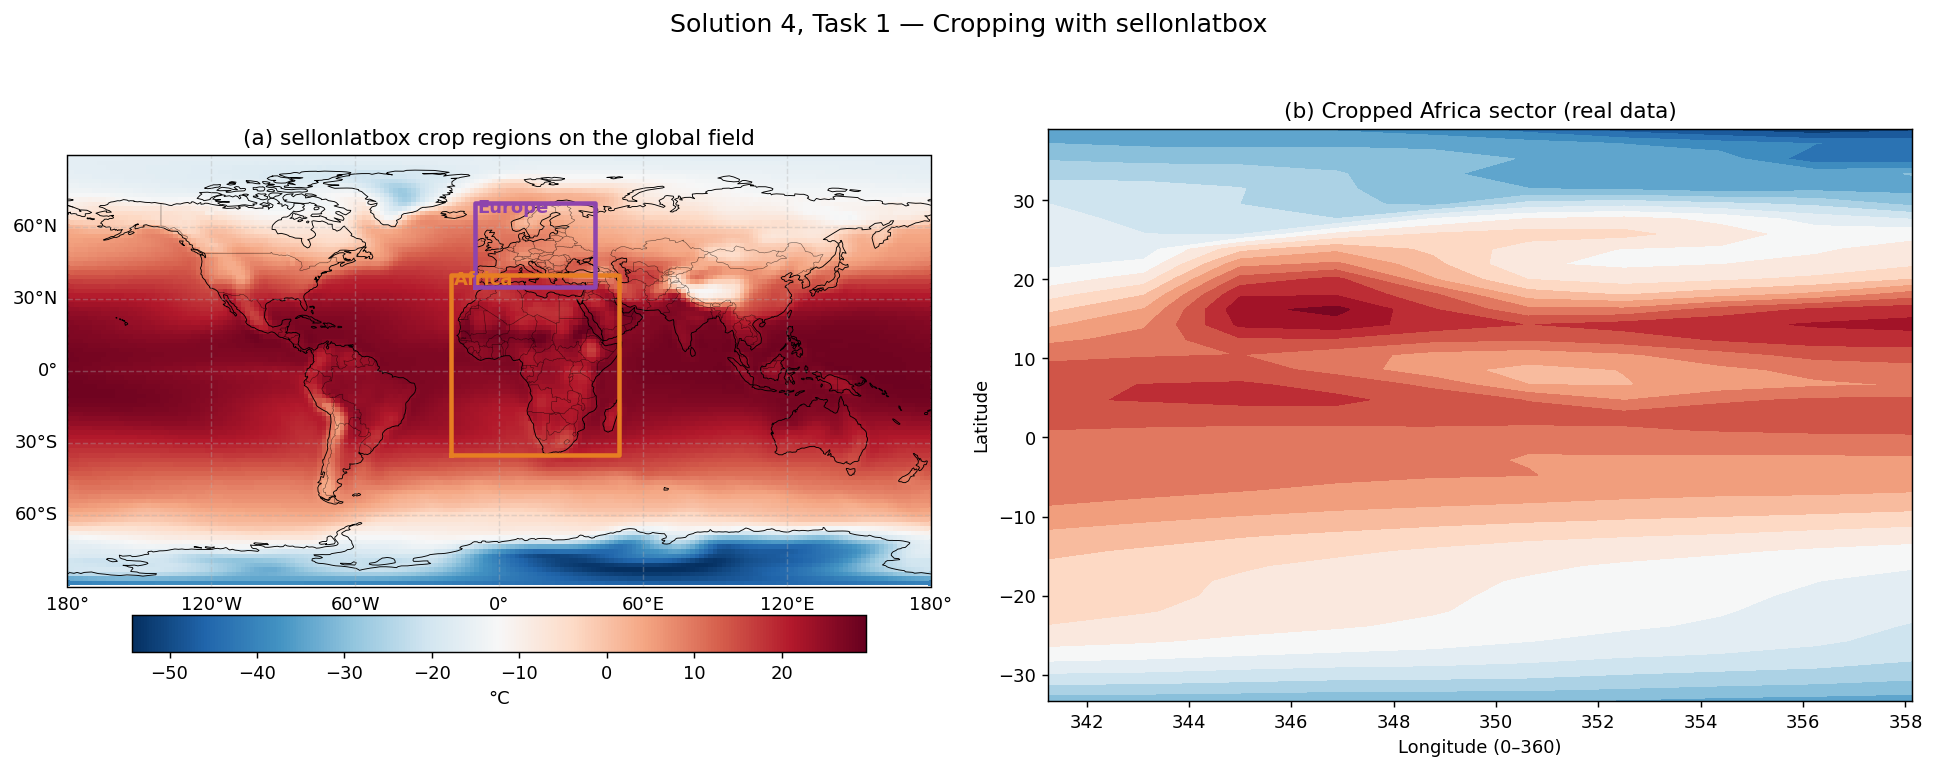 Solution 4, Task 1 — Cropping with sellonlatbox
(a) sellonlatbox crop regions on the global field
Europe
Africa
60°N
30°N
0°
30°S
60°S
180°
120°W
60°W
0°
60°E
120°E
180°
−50
−40
−30
−20
−10
0
10
20
°C
(b) Cropped Africa sector (real data)
Latitude
30
20
10
0
−10
−20
−30
342
344
346
348
350
352
354
356
358
Longitude (0–360)